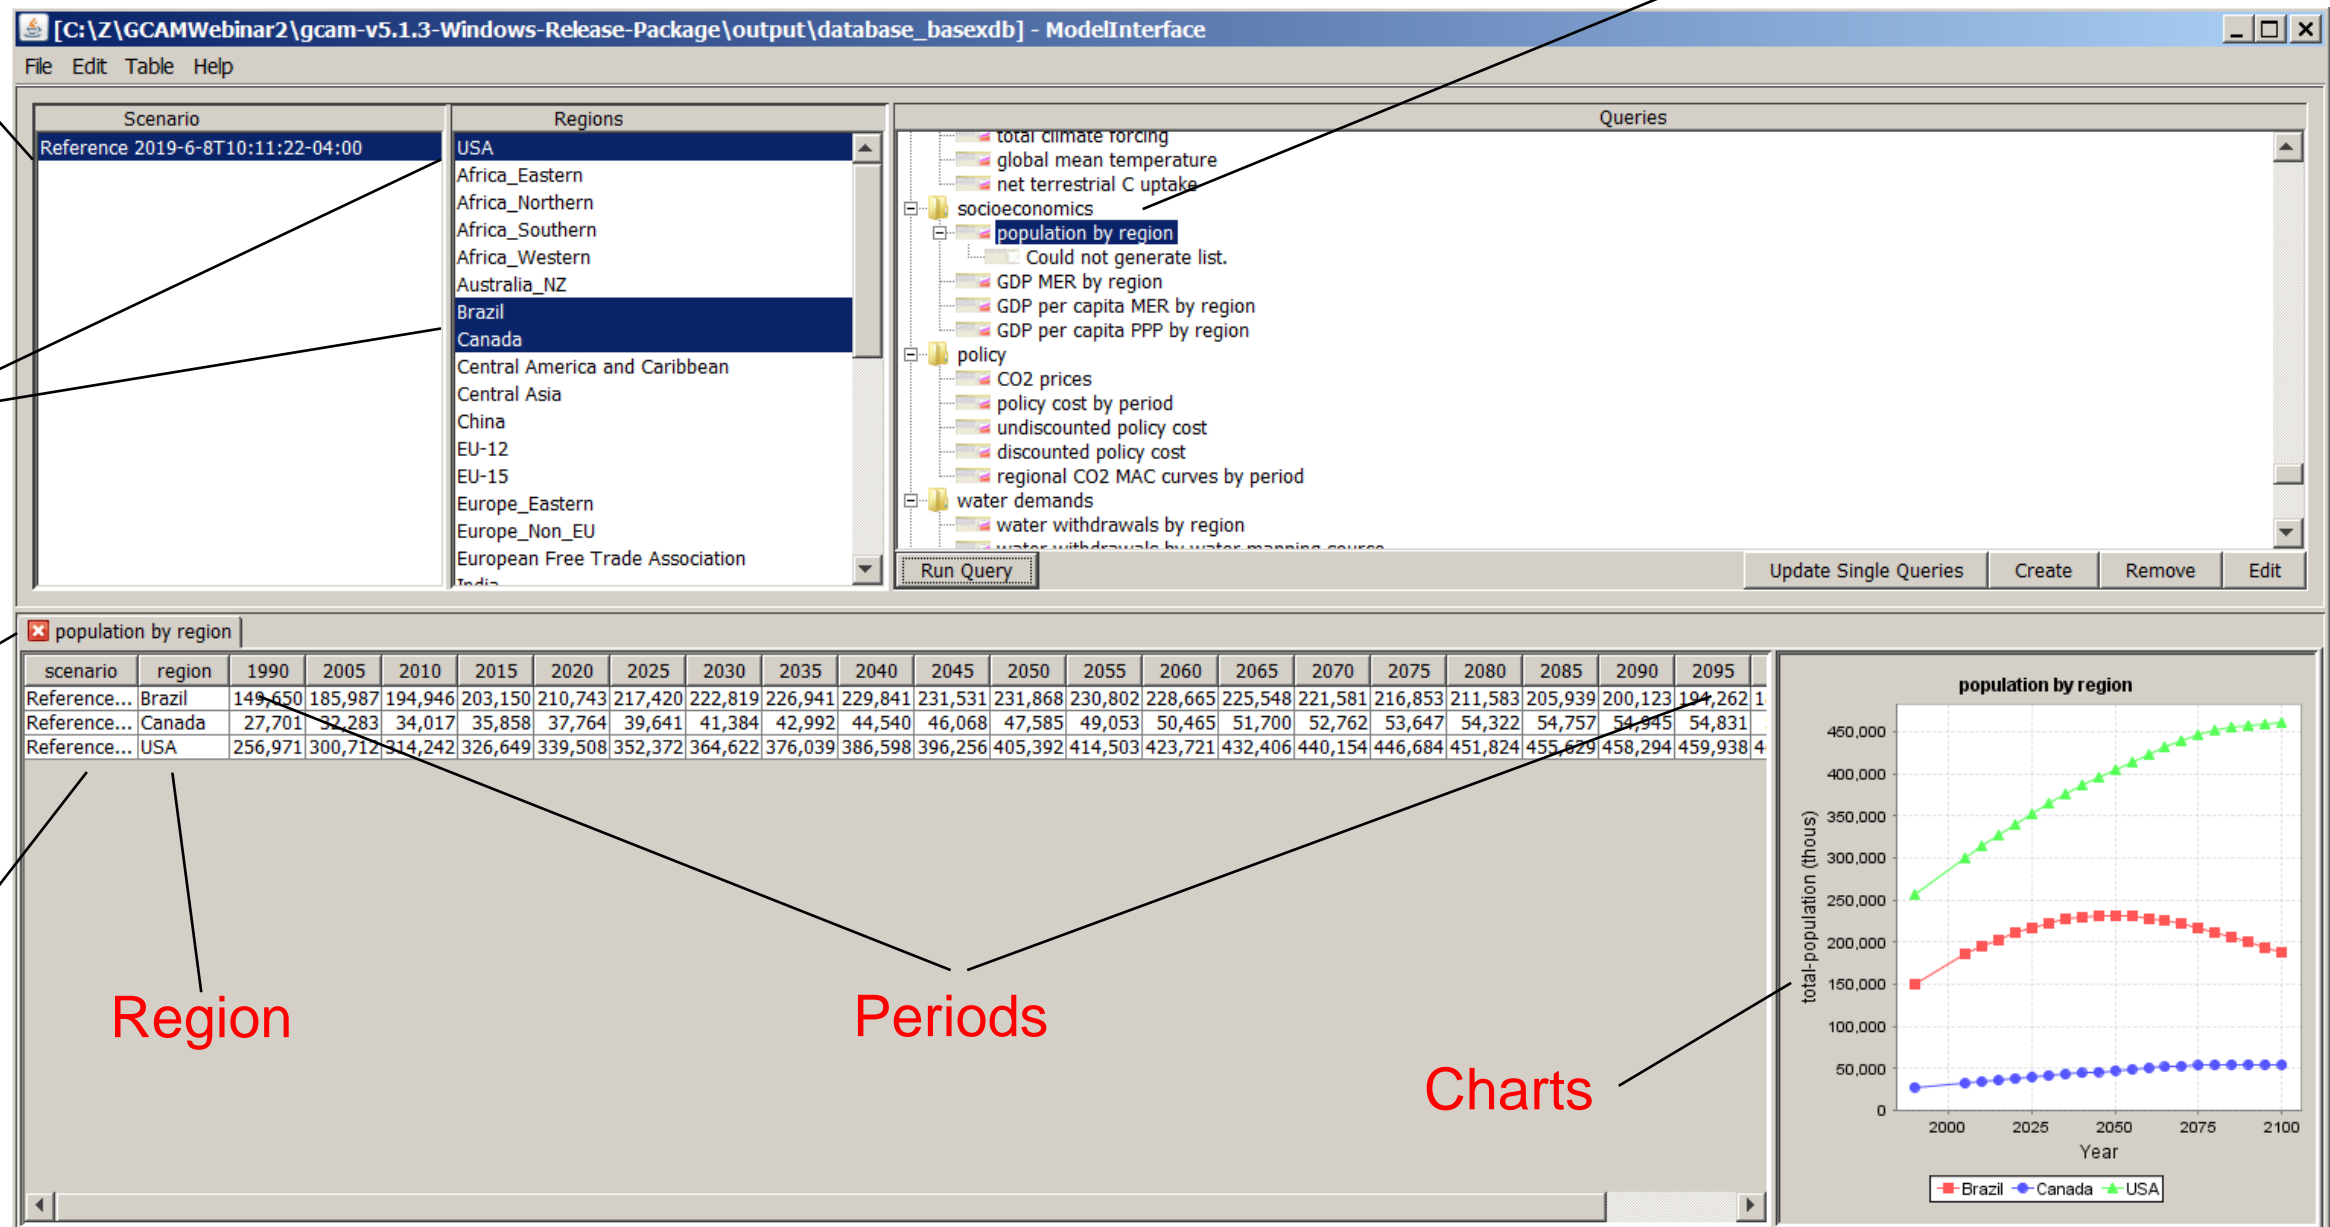 [C:\Z\GCAMWebinar2\gcam-v5.1.3-Windows-Release-Package\output\database_basexdb] - ModelInterface
File Edit Table Help
Scenario
Reference 2019-6-8T10:11:22-04:00
Regions
USA
Africa_Eastern
Africa_Northern
Africa_Southern
Africa_Western
Australia_NZ
Brazil
Canada
Central America and Caribbean
Central Asia
China
EU-12
EU-15
Europe_Eastern
Europe_Non_EU
European Free Trade Association
India
Queries
total climate forcing
global mean temperature
net terrestrial C uptake
socioeconomics
population by region
Could not generate list.
GDP MER by region
GDP per capita MER by region
GDP per capita PPP by region
policy
CO2 prices
policy cost by period
undiscounted policy cost
discounted policy cost
regional CO2 MAC curves by period
water demands
water withdrawals by region
water withdrawals by water mapping source
Run Query Update Single Queries Create Remove Edit
population by region
scenario region 1990 2005 2010 2015 2020 2025 2030 2035 2040 2045 2050 2055 2060 2065 2070 2075 2080 2085 2090 2095
Reference... Brazil 149,650 185,987 194,946 203,150 210,743 217,420 222,819 226,941 229,841 231,531 231,868 230,802 228,665 225,548 221,581 216,853 211,583 205,939 200,123 194,262 1
Reference... Canada 27,701 32,283 34,017 35,858 37,764 39,641 41,384 42,992 44,540 46,068 47,585 49,053 50,465 51,700 52,762 53,647 54,322 54,757 54,945 54,831
Reference... USA 256,971 300,712 314,242 326,649 339,508 352,372 364,622 376,039 386,598 396,256 405,392 414,503 423,721 432,406 440,154 446,684 451,824 455,629 458,294 459,938 4
Region
Periods
Charts
population by region
total-population (thous)
450,000
400,000
350,000
300,000
250,000
200,000
150,000
100,000
50,000
0
2000 2025 2050 2075 2100
Year
Brazil Canada USA